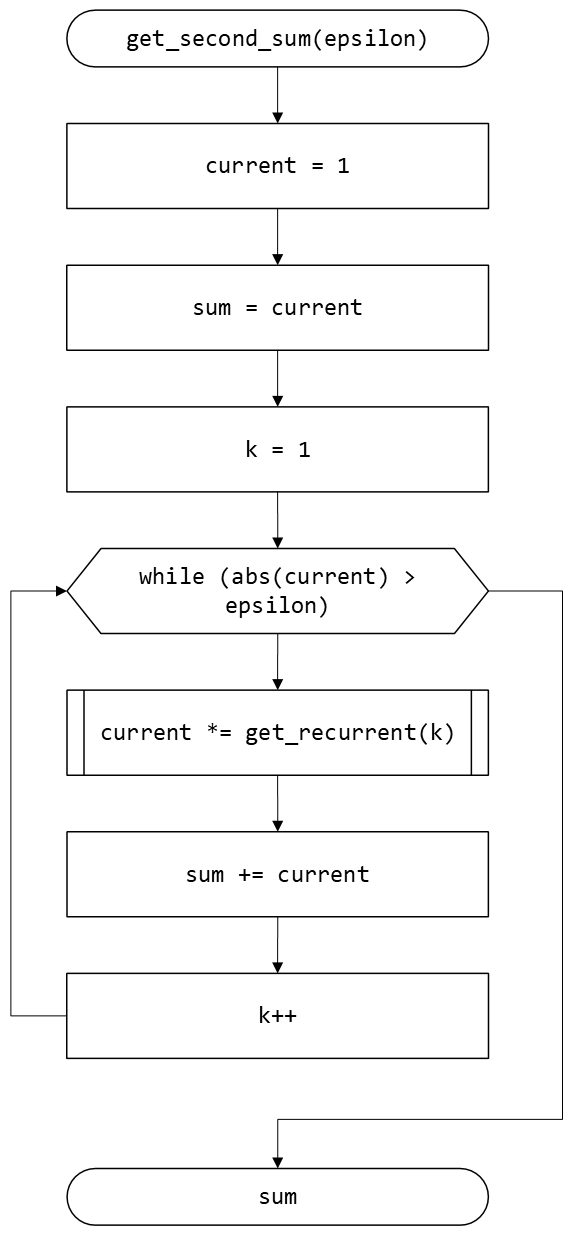 get_second_sum(epsilon)
current = 1
sum = current
k = 1
while (abs(current) >
epsilon)
current *= get_recurrent(k)
sum += current
k++
sum